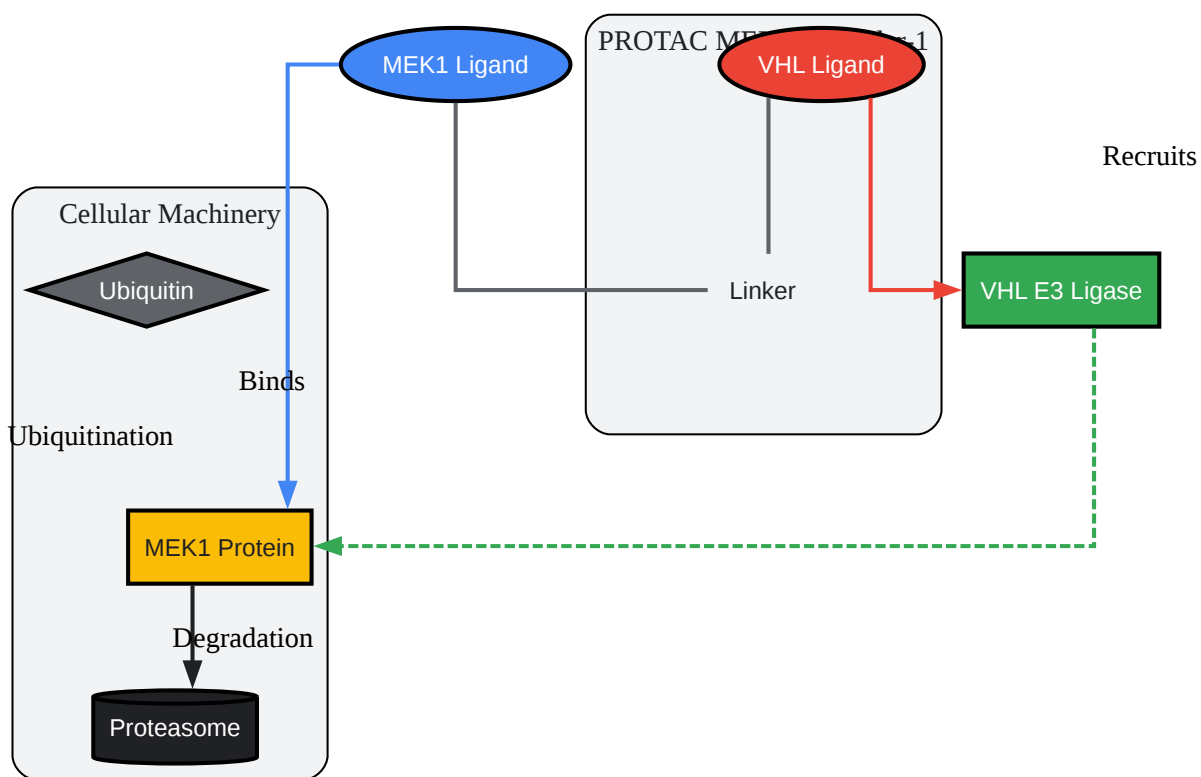 MEK1 Ligand
PROTAC
VHL Ligand
Recruits
Cellular Machinery
Ubiquitin
Linker
VHL E3 Ligase
Binds
Ubiquitination
MEK1 Protein
Degradation
Proteasome